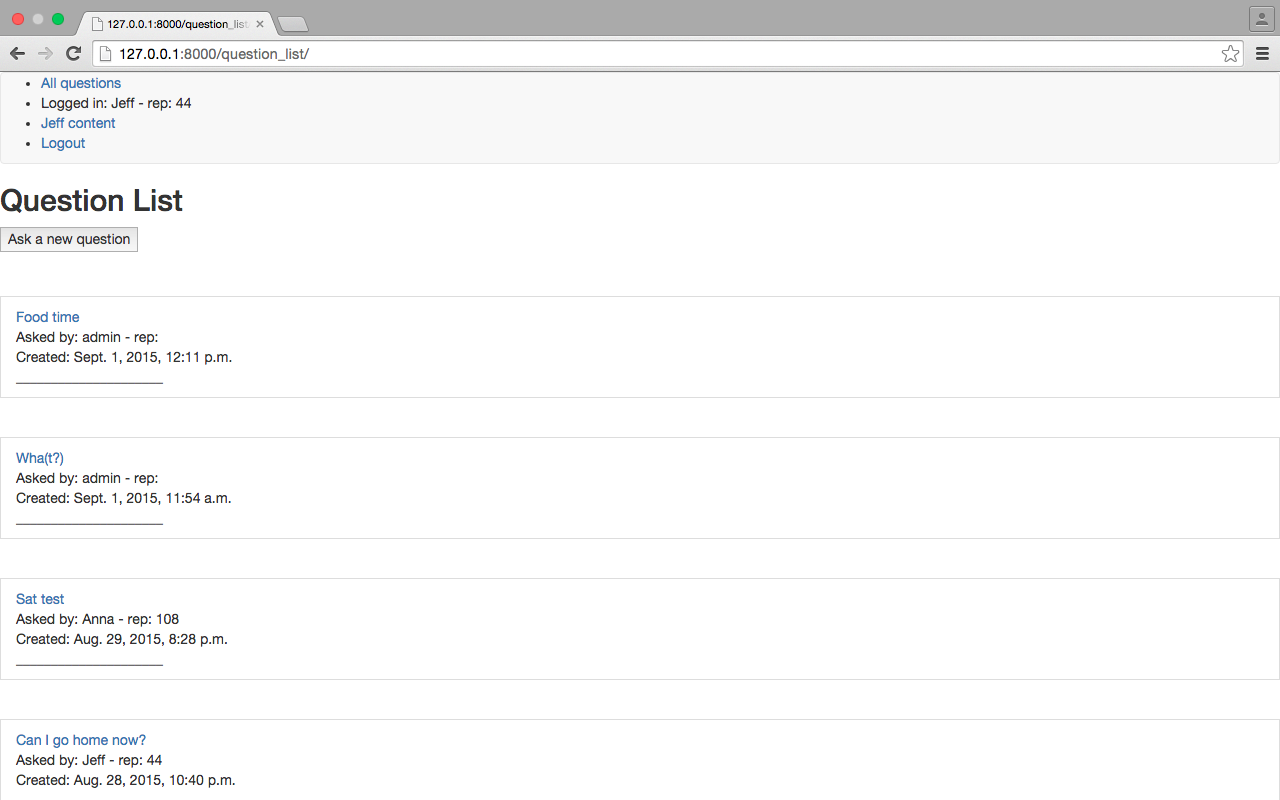 127.0.0.1:8000/question_list
127.0.0.1:8000/question_list/
All questions
Logged in: Jeff - rep: 44
Jeff content
Logout
Question List
Ask a new question
Food time
Asked by: admin - rep:
Created: Sept. 1, 2015, 12:11 p.m.
_____________________
Wha(t?)
Asked by: admin - rep:
Created: Sept. 1, 2015, 11:54 a.m.
_____________________
Sat test
Asked by: Anna - rep: 108
Created: Aug. 29, 2015, 8:28 p.m.
_____________________
Can I go home now?
Asked by: Jeff - rep: 44
Created: Aug. 28, 2015, 10:40 p.m.